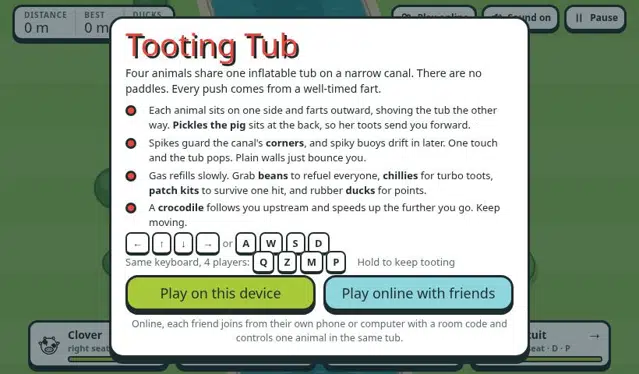 DISTANCE
0 m
BEST
0 m
DUCKS
Sound on
Pause
Tooting Tub
Four animals share one inflatable tub on a narrow canal. There are no
paddles. Every push comes from a well-timed fart.
Each animal sits on one side and farts outward, shoving the tub the other
way. Pickles the pig sits at the back, so her toots send you forward.
Spikes guard the canal's corners, and spiky buoys drift in later. One touch
and the tub pops. Plain walls just bounce you.
Gas refills slowly. Grab beans to refuel everyone, chillies for turbo toots,
patch kits to survive one hit, and rubber ducks for points.
A crocodile follows you upstream and speeds up the further you go. Keep
moving.
← ↑ ↓ → or A W S D
Same keyboard, 4 players: Q Z M P Hold to keep tooting
Play on this device
Play online with friends
Online, each friend joins from their own phone or computer with a room code and
controls one animal in the same tub.
Clover
right seat
→
· D · P